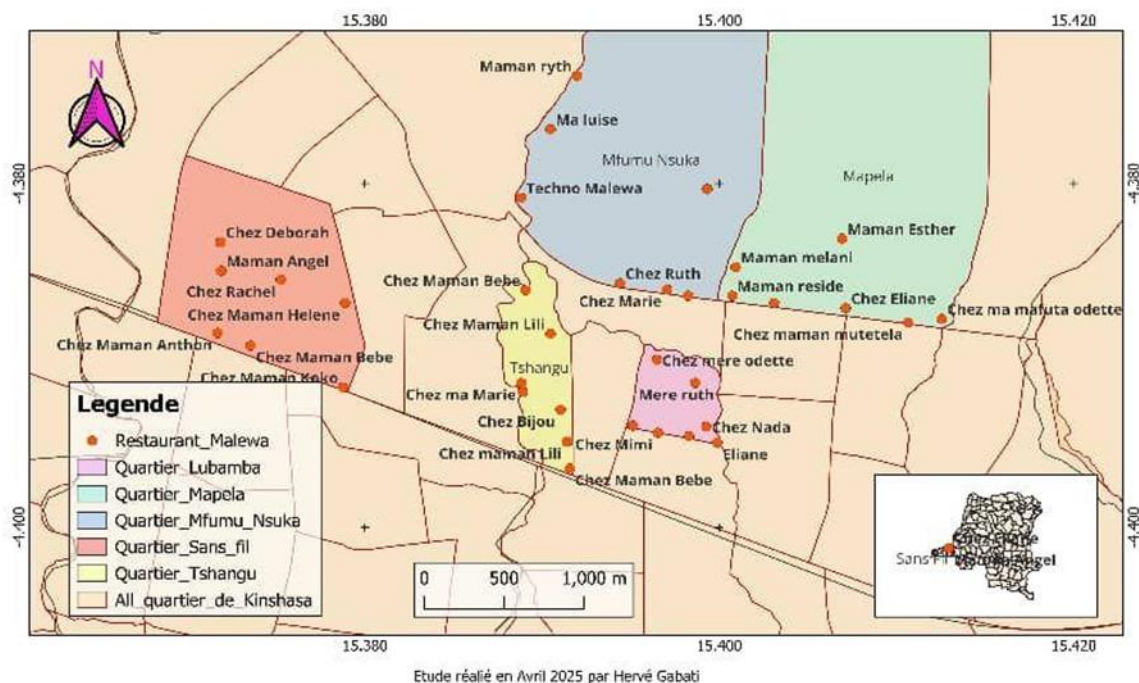 15.380 15.400 15.420
N
Maman ryth
Ma luise
Mfumu Nsuka
-4.380
-4.380
Techno Malewa
Mapela
Chez Deborah
Maman Esther
Maman Angel
Maman melani
Chez Rachel
Chez Maman Bebe
Chez Ruth
Chez Marie
Maman reside
Chez Eliane
Chez Maman Helene
Chez ma mafuta odette
Chez maman mutetela
Chez Maman Lili
Chez Maman Anthon
Chez Maman Bebe
Chez mere odette
Tshangu
Chez Maman Koko
Chez ma Marie
Mere ruth
Chez Bijou
Chez Nada
Chez Mimi
Eliane
Chez maman Lili
Chez Maman Bebe
Legende
Restaurant_Malewa
Quartier_Lubamba
Quartier_Mapela
Quartier_Mfumu_Nsuka
Quartier_Sans_fil
Quartier_Tshangu
All_quartier_de_Kinshasa
-4.400
-4.400
0 500 1,000 m
Chez Eliane
Sans Fil Maman Angel
15.380 15.400 15.420
Etude réalié en Avril 2025 par Hervé Gabati